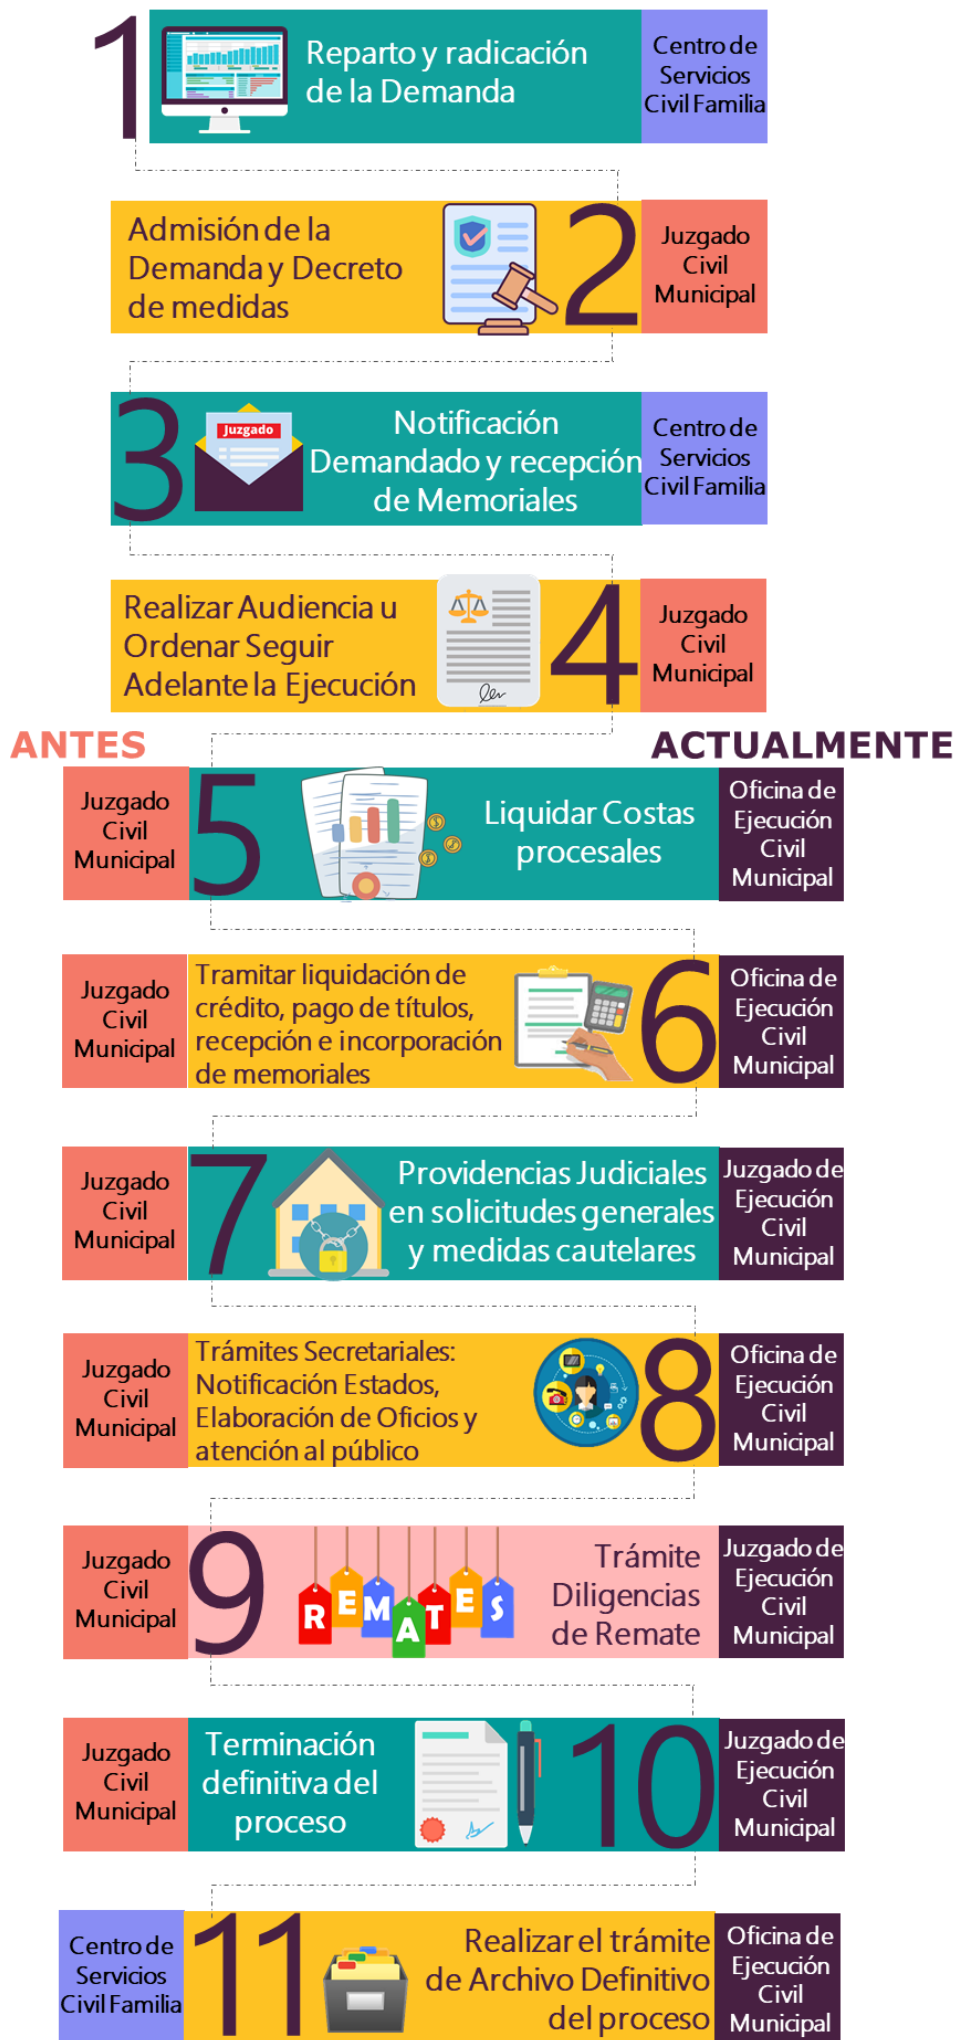 1
Reparto y radicación
de la Demanda
Centro de
Servicios
Civil Familia
Admisión de la
Demanda y Decreto
de medidas
2
Juzgado
Civil
Municipal
3
Juzgado
Notificación
Demandado y recepción
de Memoriales
Centro de
Servicios
Civil Familia
Realizar Audiencia u
Ordenar Seguir
Adelante la Ejecución
4
Juzgado
Civil
Municipal
ANTES
ACTUALMENTE
Juzgado
Civil
Municipal
5
Liquidar Costas
procesales
Oficina de
Ejecución
Civil
Municipal
Juzgado
Civil
Municipal
Tramitar liquidación de
crédito, pago de títulos,
recepción e incorporación
de memoriales
6
Oficina de
Ejecución
Civil
Municipal
Juzgado
Civil
Municipal
7
Providencias Judiciales
en solicitudes generales
y medidas cautelares
Juzgado de
Ejecución
Civil
Municipal
Juzgado
Civil
Municipal
Trámites Secretariales:
Notificación Estados,
Elaboración de Oficios y
atención al público
8
Oficina de
Ejecución
Civil
Municipal
Juzgado
Civil
Municipal
9
REMATES
Trámite
Diligencias
de Remate
Juzgado de
Ejecución
Civil
Municipal
Juzgado
Civil
Municipal
Terminación
definitiva del
proceso
10
Juzgado de
Ejecución
Civil
Municipal
Centro de
Servicios
Civil Familia
11
Realizar el trámite
de Archivo Definitivo
del proceso
Oficina de
Ejecución
Civil
Municipal